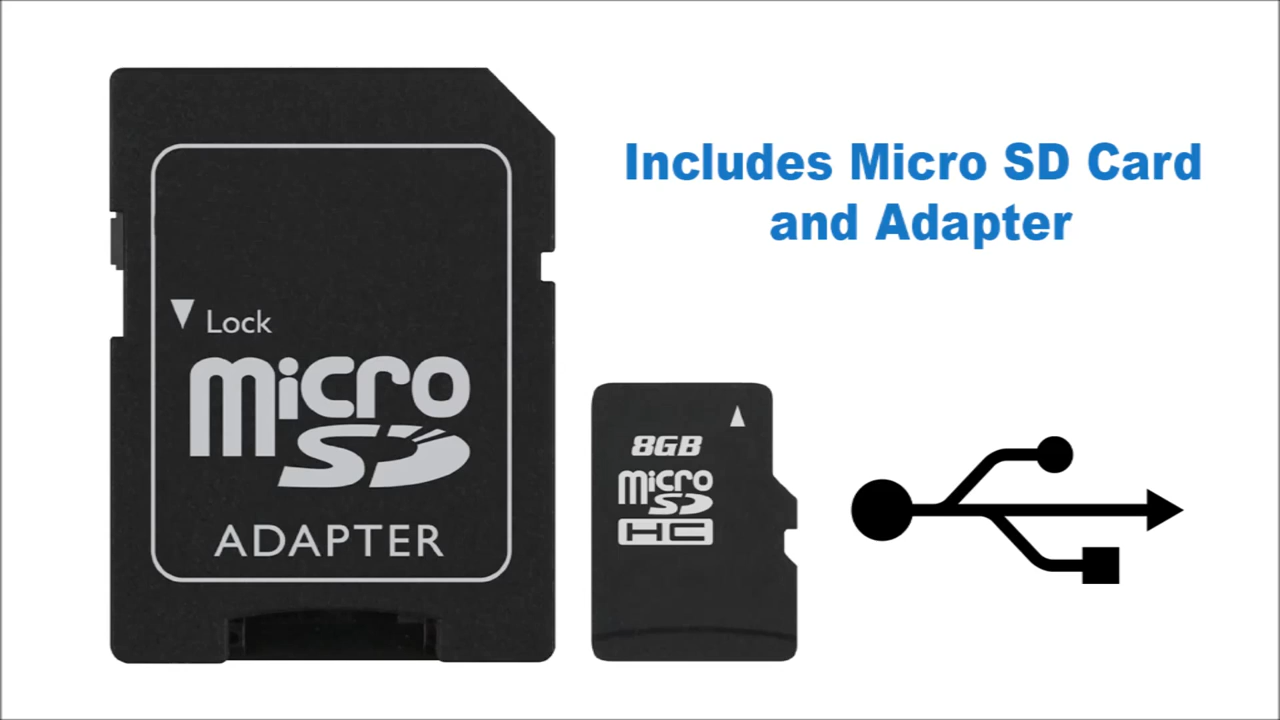 Includes Micro SD Card
and Adapter
Lock
micro
SD
ADAPTER
8GB
micro
SD
HC